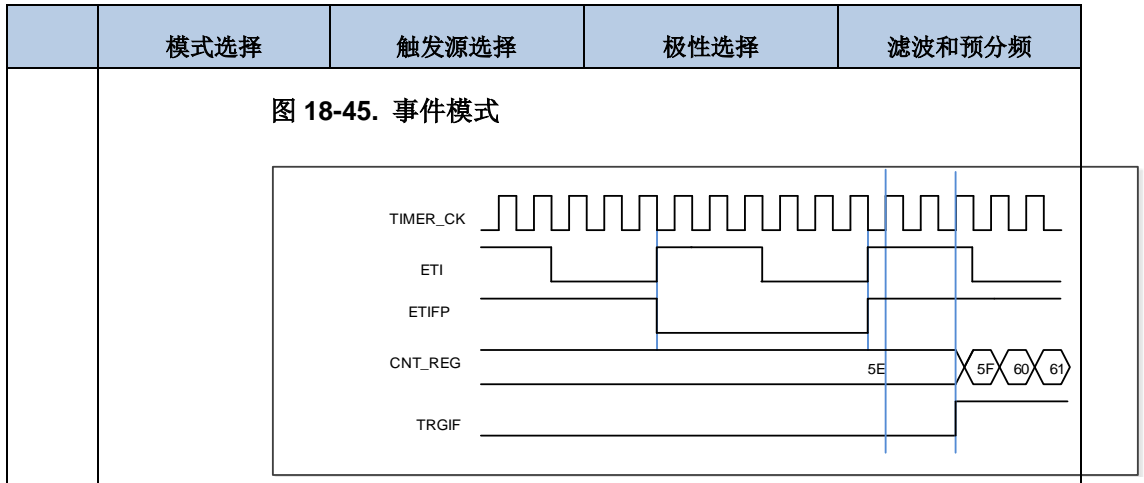 模式选择 触发源选择 极性选择 滤波和预分频
图 18-45. 事件模式
TIMER_CK
ETI
ETIFP
CNT_REG 5E 5F 60 61
TRGIF